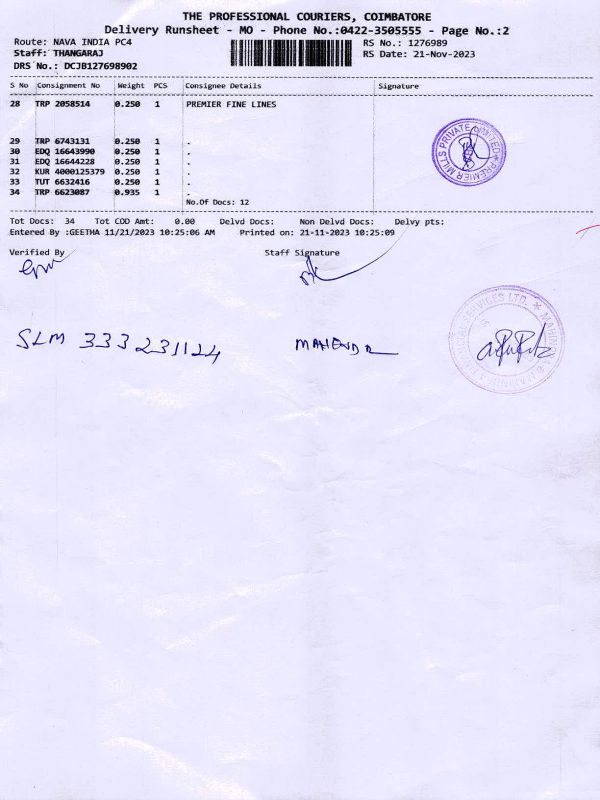 THE PROFESSIONAL COURIERS, COIMBATORE
Delivery Runsheet - MO - Phone No.:0422-3505555 - Page No.:2
Route: NAVA INDIA PC4 RS No.: 1276989
Staff: THANGARAJ RS Date: 21-Nov-2023
DRS No.: DCJB127698902
S No Consignment No Weight PCS Consignee Details Signature
28 TRP 2058514 0.250 1 PREMIER FINE LINES
PREMIER MILLS PRIVATE LIMITED
29 TRP 6743131 0.250 1 .
30 EDQ 16643990 0.250 1 .
31 EDQ 16644228 0.250 1 .
32 KUR 4000125379 0.250 1 .
33 TUT 6632416 0.250 1 .
34 TRP 6623087 0.935 1 .
No.Of Docs: 12
Tot Docs: 34 Tot COD Amt: 0.00 Delvd Docs: Non Delvd Docs: Delvy pts:
Entered By :GEETHA 11/21/2023 10:25:06 AM Printed on: 21-11-2023 10:25:09
Verified By Staff Signature
SLM 333231124 MAHENDR
SERVICES LTD.